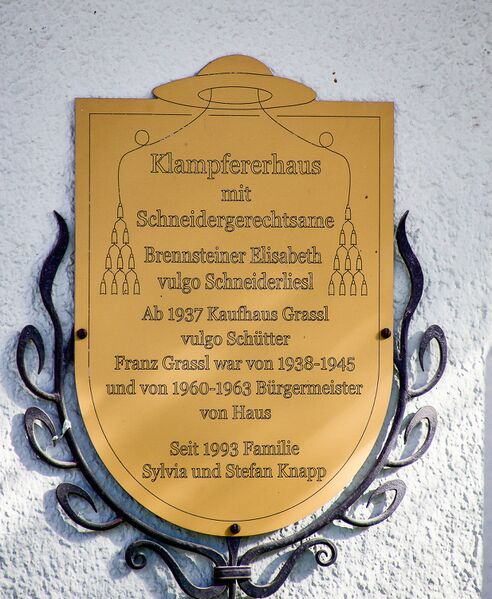 Klampfererhaus
mit
Schneidergerechtsame
Brennsteiner Elisabeth
vulgo Schneiderliesl
Ab 1937 Kaufhaus Grassl
vulgo Schütter
Franz Grassl war von 1938-1945
und von 1960-1963 Bürgermeister
von Haus
Seit 1993 Familie
Sylvia und Stefan Knapp